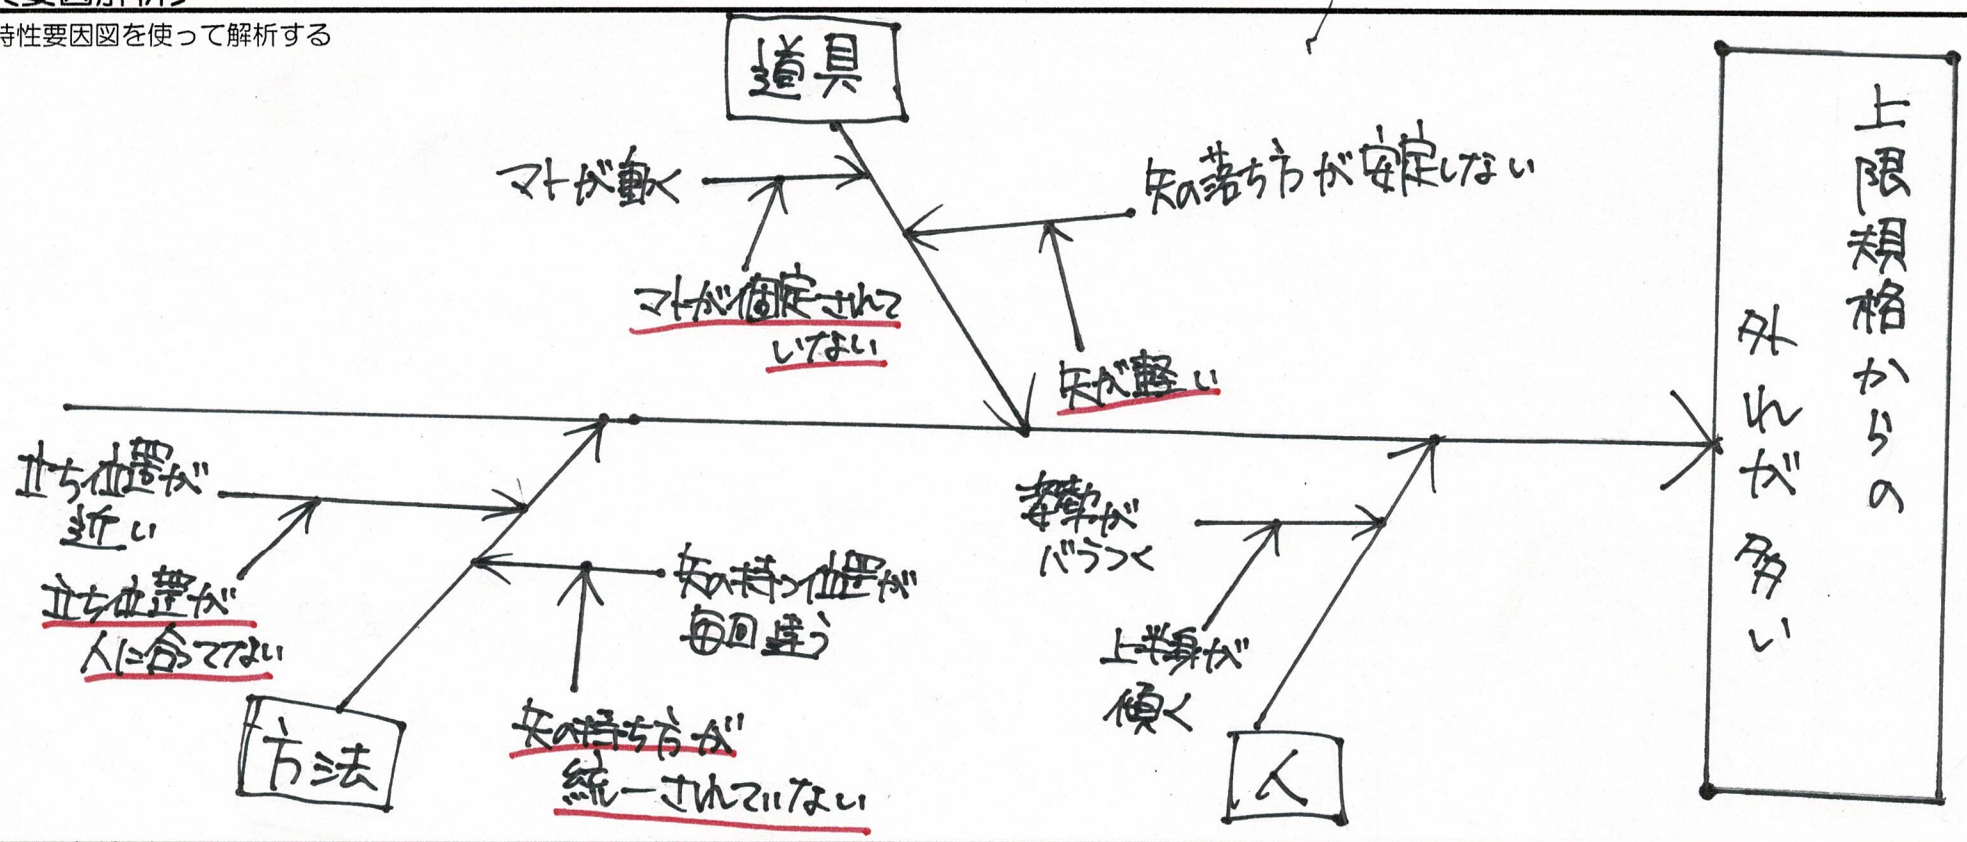 特性要因図を使って解析する
道具
マトが動く
マトが固定されて
いない
矢の落ち方が安定しない
矢が軽い
上限規格からの
外れが多い
立ち位置が
近い
立ち位置が
人に合ってない
方法
矢の持つ位置が
毎回違う
矢の持ち方が
統一されていない
姿勢が
バラつく
上半身が
傾く
人